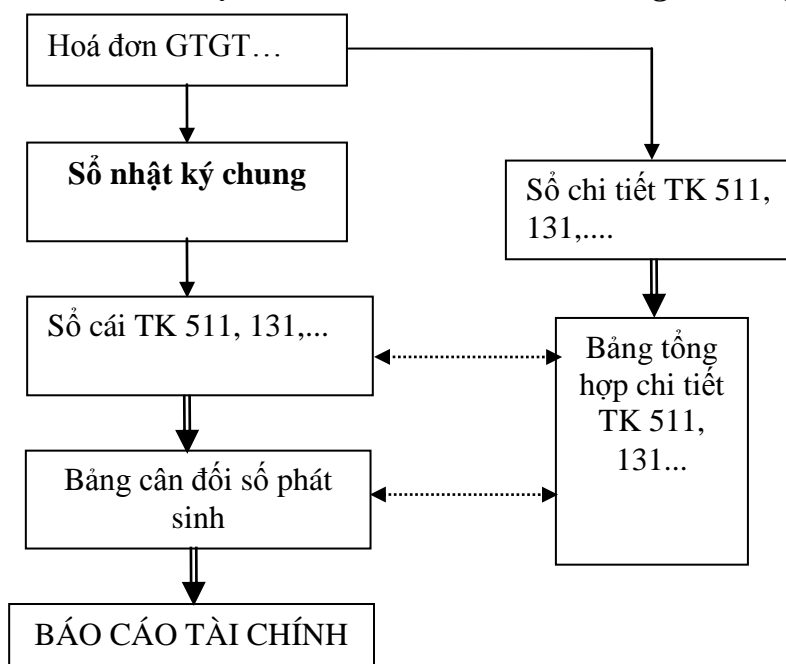 Hoá đơn GTGT…
Sổ nhật ký chung
Sổ chi tiết TK 511,
131,....
Sổ cái TK 511, 131,...
Bảng tổng
hợp chi tiết
TK 511,
131...
Bảng cân đối số phát
sinh
BÁO CÁO TÀI CHÍNH